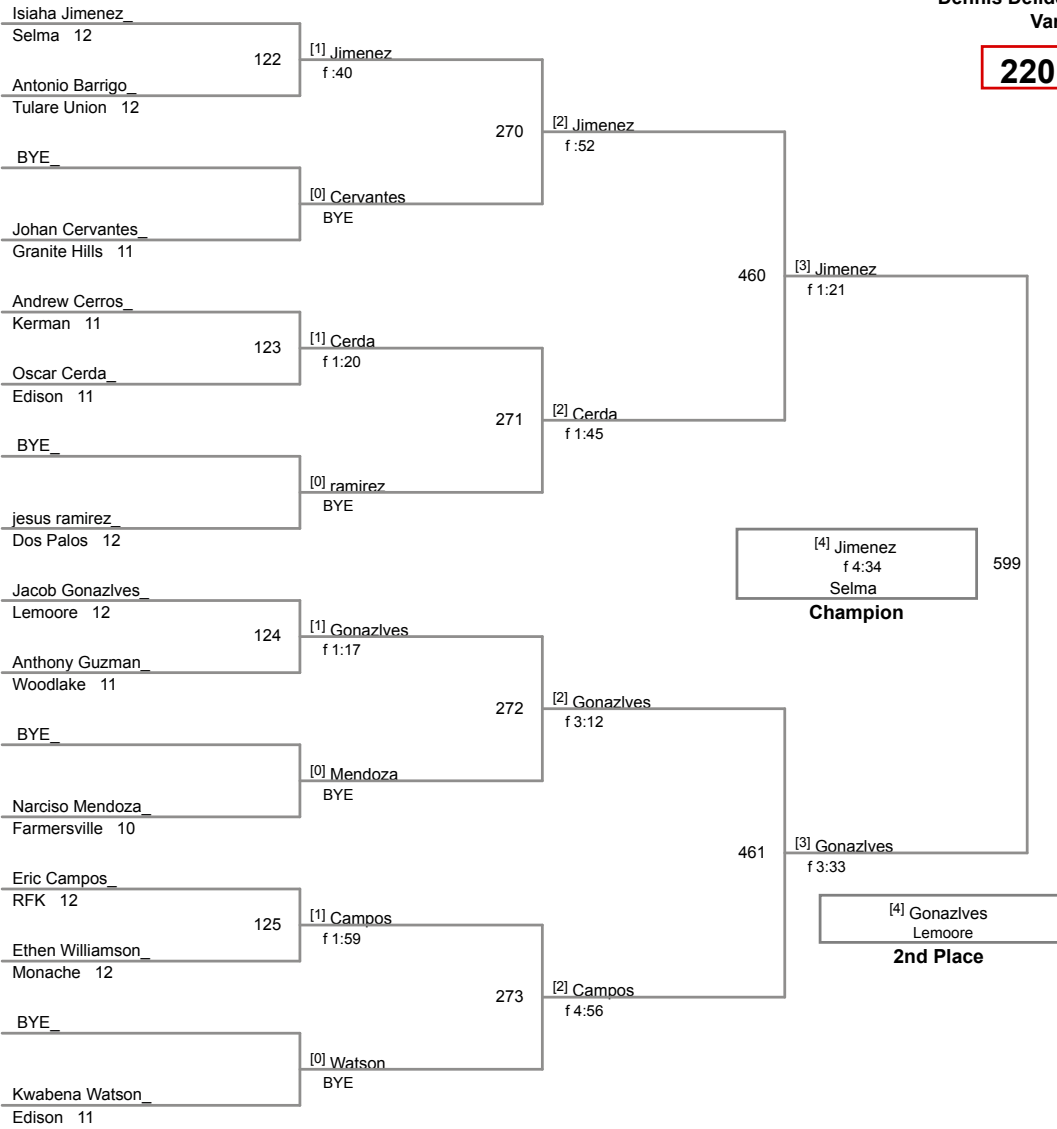 Isiaha Jimenez_
Selma 12
122
Antonio Barrigo_
Tulare Union 12
[1] Jimenez
f :40
BYE_
Johan Cervantes_
Granite Hills 11
[0] Cervantes
BYE
270
[2] Jimenez
f :52
Andrew Cerros_
Kerman 11
123
Oscar Cerda_
Edison 11
[1] Cerda
f 1:20
BYE_
jesus ramirez_
Dos Palos 12
[0] ramirez
BYE
271
[2] Cerda
f 1:45
460
[3] Jimenez
f 1:21
Jacob Gonazlves_
Lemoore 12
124
Anthony Guzman_
Woodlake 11
[1] Gonazlves
f 1:17
BYE_
Narciso Mendoza_
Farmersville 10
[0] Mendoza
BYE
272
[2] Gonazlves
f 3:12
Eric Campos_
RFK 12
125
Ethen Williamson_
Monache 12
[1] Campos
f 1:59
BYE_
Kwabena Watson_
Edison 11
[0] Watson
BYE
273
[2] Campos
f 4:56
461
[3] Gonazlves
f 3:33
599
[4] Jimenez
f 4:34
Selma
Champion
[4] Gonazlves
Lemoore
2nd Place
Dennis
220